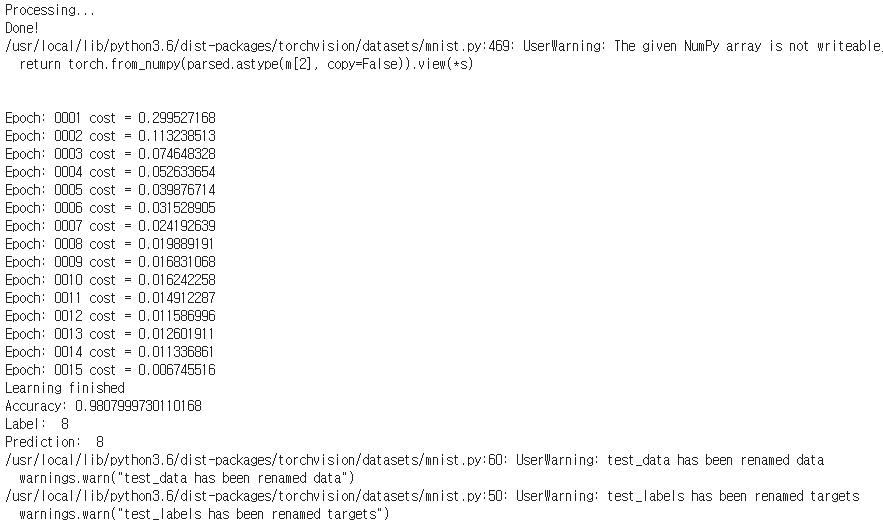 Processing...
Done!
/usr/local/lib/python3.6/dist-packages/torchvision/datasets/mnist.py:469: UserWarning: The given NumPy array is not writeable,
  return torch.from_numpy(parsed.astype(m[2], copy=False)).view(*s)
Epoch: 0001 cost = 0.299527168
Epoch: 0002 cost = 0.113238513
Epoch: 0003 cost = 0.074648328
Epoch: 0004 cost = 0.052633654
Epoch: 0005 cost = 0.039876714
Epoch: 0006 cost = 0.031528905
Epoch: 0007 cost = 0.024192639
Epoch: 0008 cost = 0.019889191
Epoch: 0009 cost = 0.016831068
Epoch: 0010 cost = 0.016242258
Epoch: 0011 cost = 0.014912287
Epoch: 0012 cost = 0.011586996
Epoch: 0013 cost = 0.012601911
Epoch: 0014 cost = 0.011336861
Epoch: 0015 cost = 0.006745516
Learning finished
Accuracy: 0.9807999730110168
Label:  8
Prediction:  8
/usr/local/lib/python3.6/dist-packages/torchvision/datasets/mnist.py:60: UserWarning: test_data has been renamed data
  warnings.warn("test_data has been renamed data")
/usr/local/lib/python3.6/dist-packages/torchvision/datasets/mnist.py:50: UserWarning: test_labels has been renamed targets
  warnings.warn("test_labels has been renamed targets")